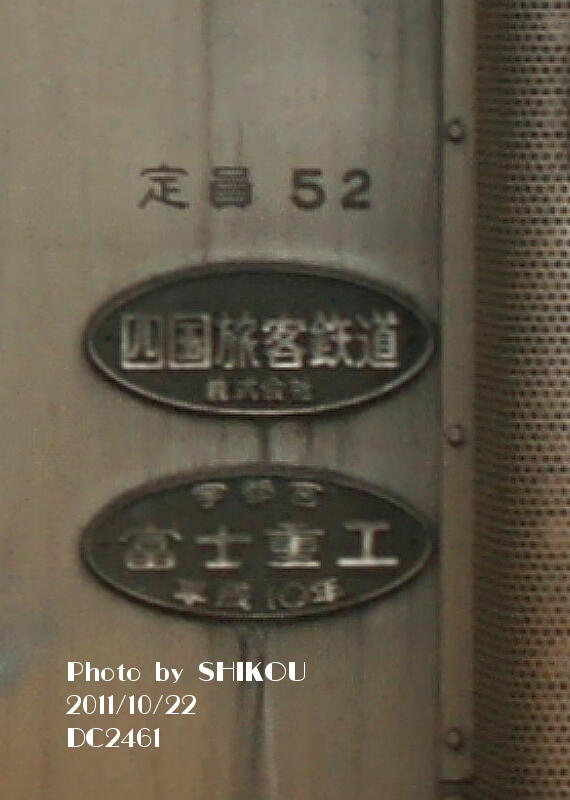 定員 52
四国旅客鉄道
株式会社
宇都宮
富士重工
平成10年
Photo by SHIKOU
2011/10/22
DC2461